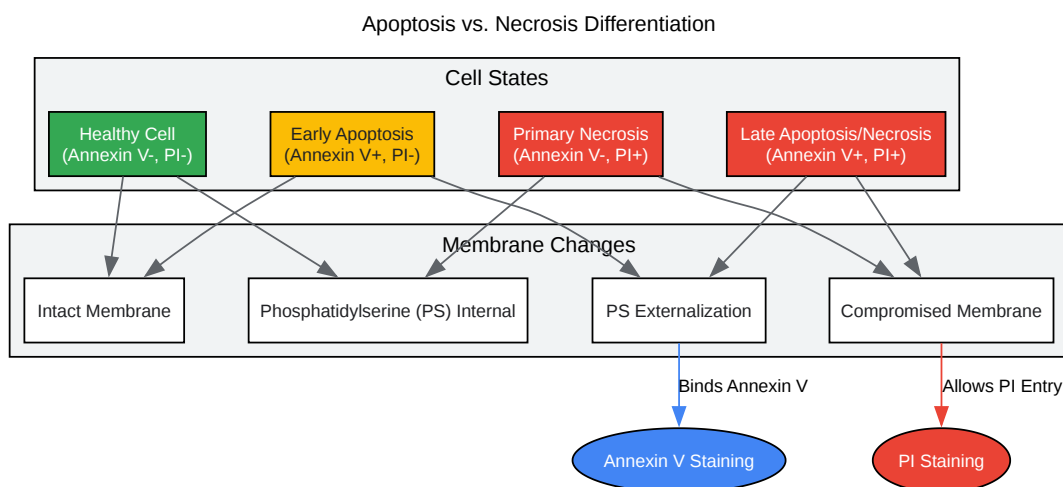 Apoptosis vs. Necrosis Differentiation
Cell States
Healthy Cell
(Annexin V-, PI-)
Early Apoptosis
(Annexin V+, PI-)
Primary Necrosis
(Annexin V-, PI+)
Late Apoptosis/Necrosis
(Annexin V+, PI+)
Membrane Changes
Intact Membrane
Phosphatidylserine (PS) Internal
PS Externalization
Compromised Membrane
Binds Annexin V
Allows PI Entry
Annexin V Staining
PI Staining